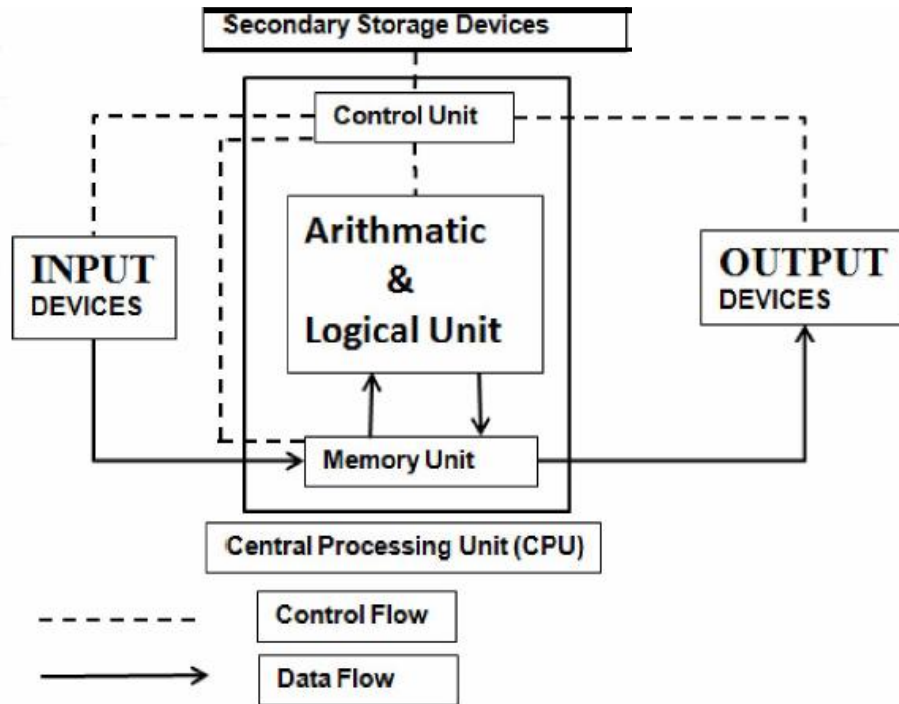 Secondary Storage Devices
Control Unit
Arithmatic
&
Logical Unit
INPUT
DEVICES
OUTPUT
DEVICES
Memory Unit
Central Processing Unit (CPU)
Control Flow
Data Flow